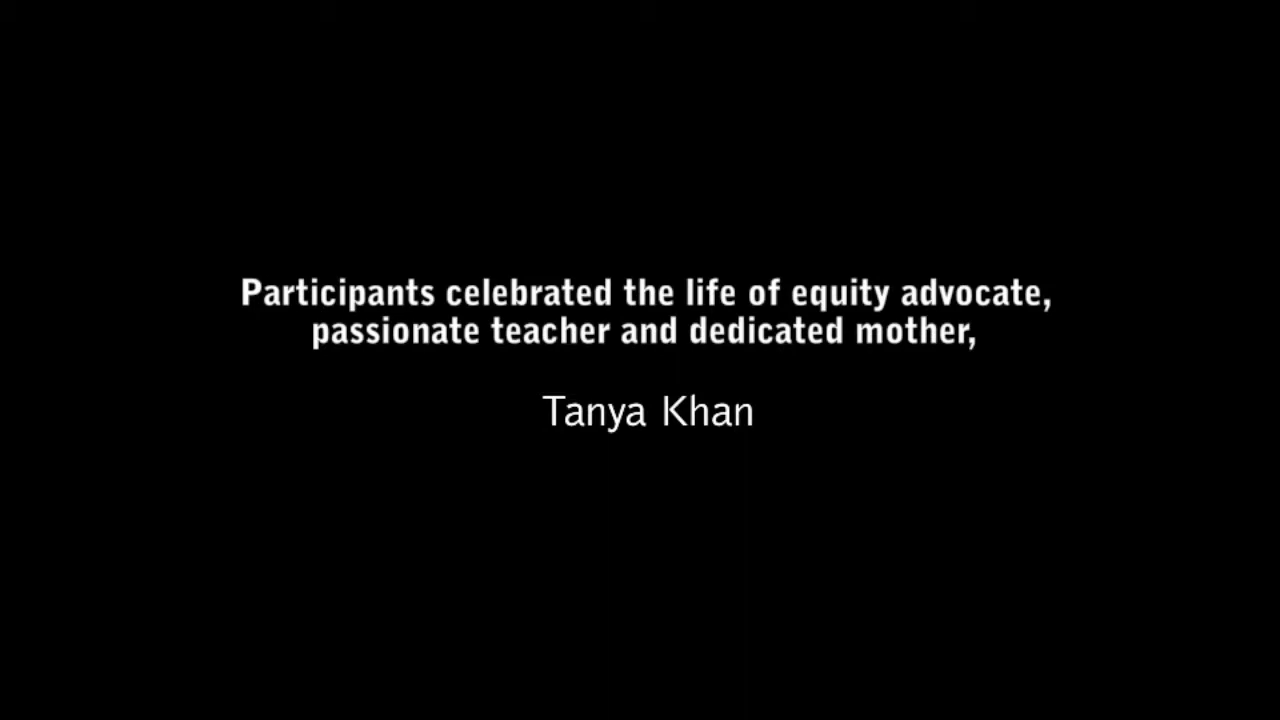 Participants celebrated the life of equity advocate,
passionate teacher and dedicated mother,
Tanya Khan